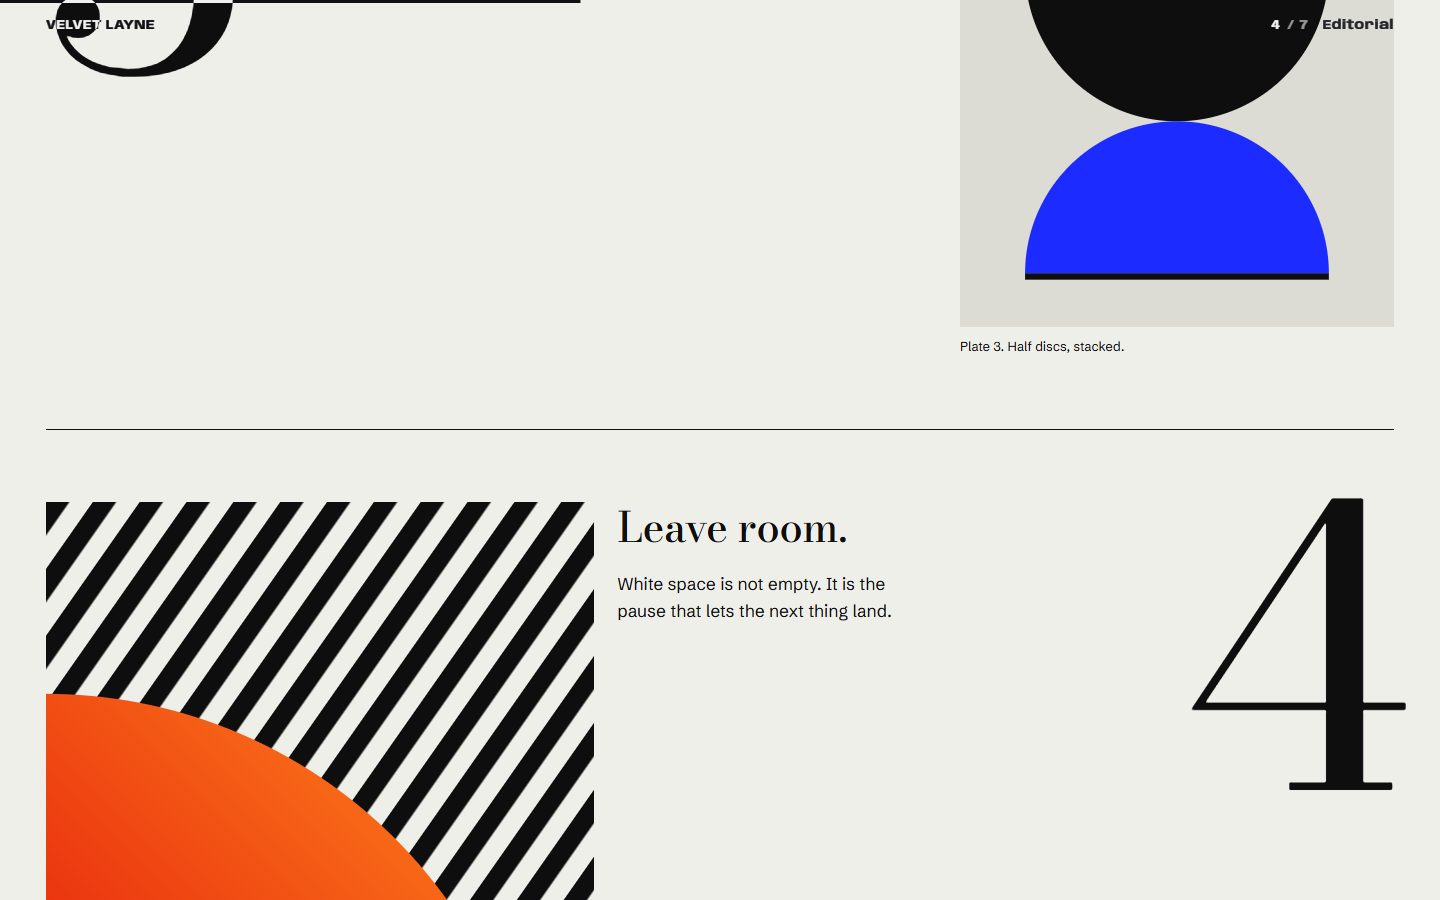 VELVET LAYNE
4 / 7 Editorial
Plate 3. Half discs, stacked.
Leave room.
White space is not empty. It is the
pause that lets the next thing land.
4